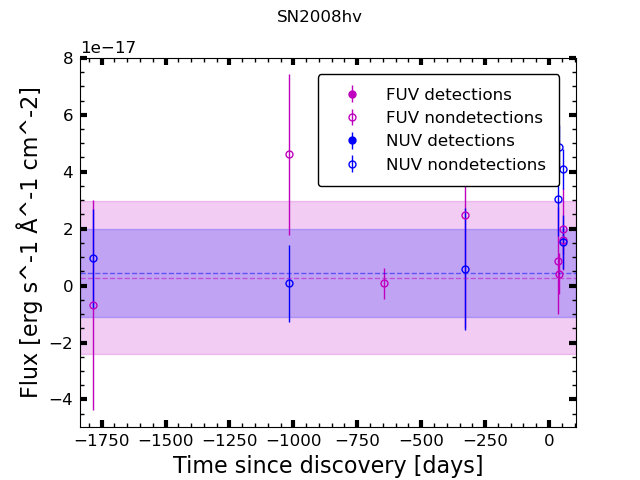 SN2008hv
1e−17
8
6
4
2
0
−2
−4
Flux [erg s^-1 Å^-1 cm^-2]
FUV detections
FUV nondetections
NUV detections
NUV nondetections
−1750 −1500 −1250 −1000 −750 −500 −250 0
Time since discovery [days]